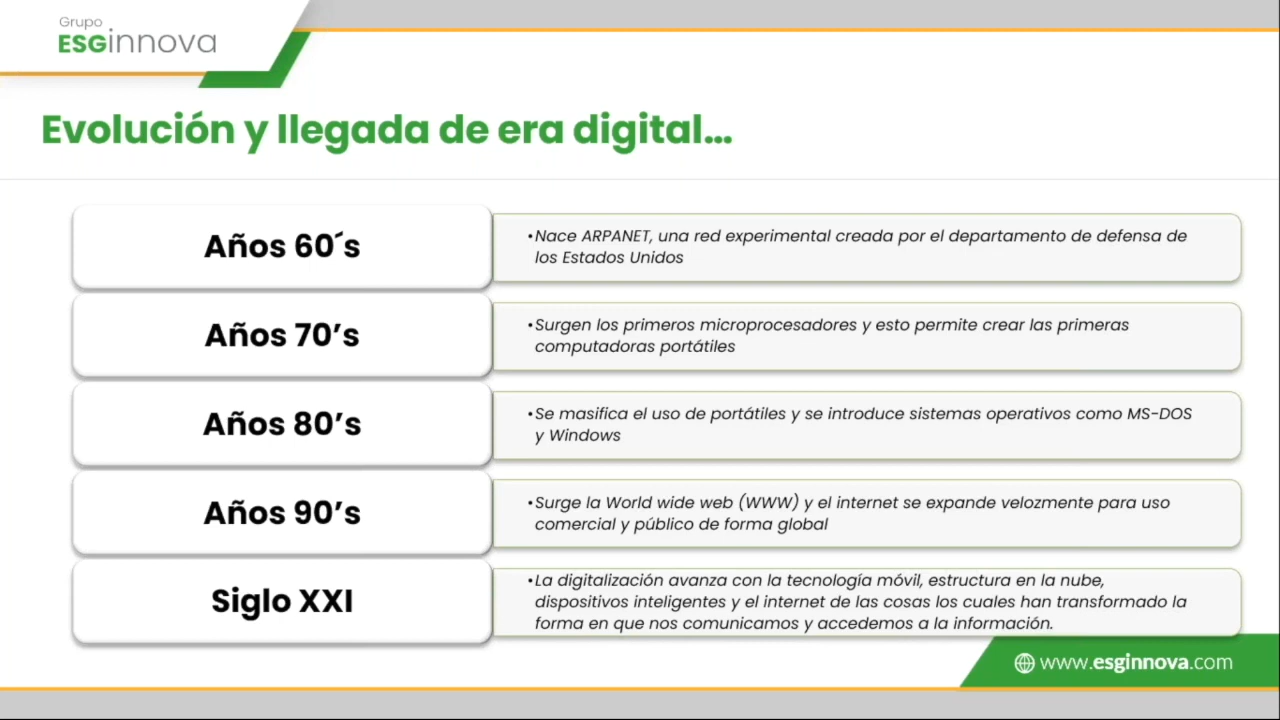 Grupo
ESGinnova
Evolución y llegada de era digital...
Años 60´s
•Nace ARPANET, una red experimental creada por el departamento de defensa de
los Estados Unidos
Años 70’s
•Surgen los primeros microprocesadores y esto permite crear las primeras
computadoras portátiles
Años 80’s
•Se masifica el uso de portátiles y se introduce sistemas operativos como MS-DOS
y Windows
Años 90’s
•Surge la World wide web (WWW) y el internet se expande velozmente para uso
comercial y público de forma global
Siglo XXI
•La digitalización avanza con la tecnología móvil, estructura en la nube,
dispositivos inteligentes y el internet de las cosas los cuales han transformado la
forma en que nos comunicamos y accedemos a la información.
www.esginnova.com